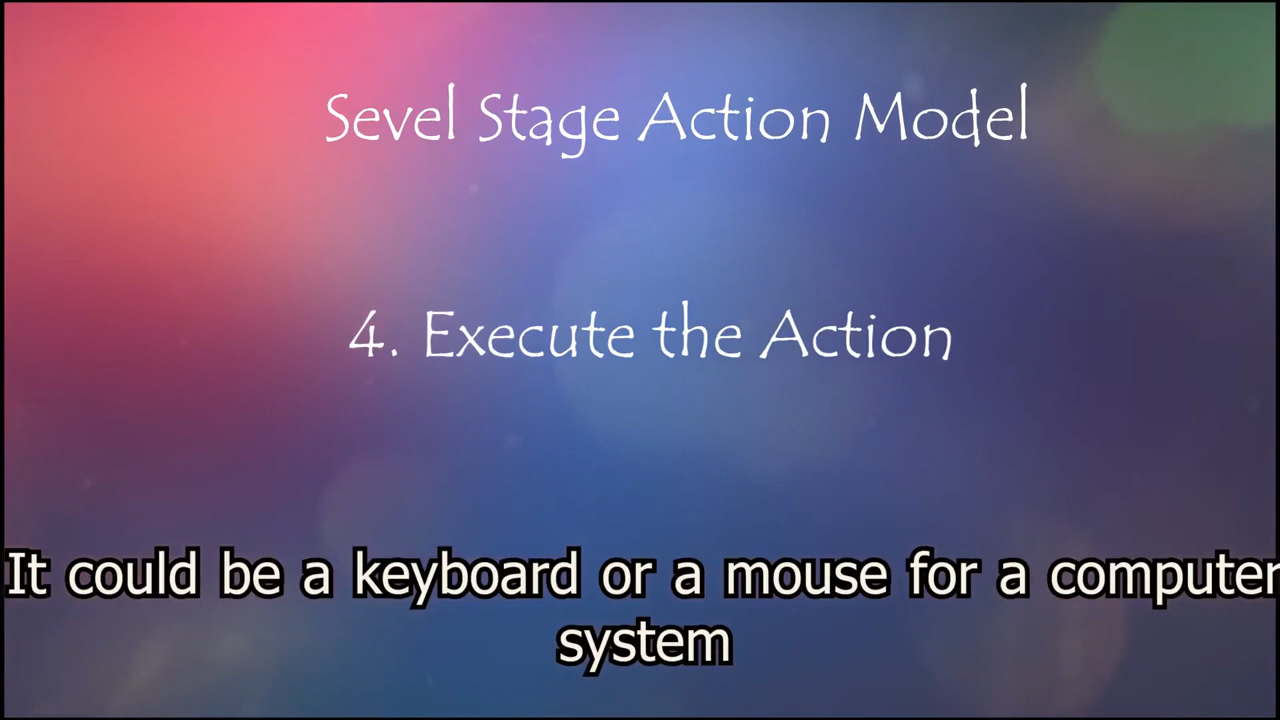 Sevel Stage Action Model
4. Execute the Action
It could be a keyboard or a mouse for a computer
system